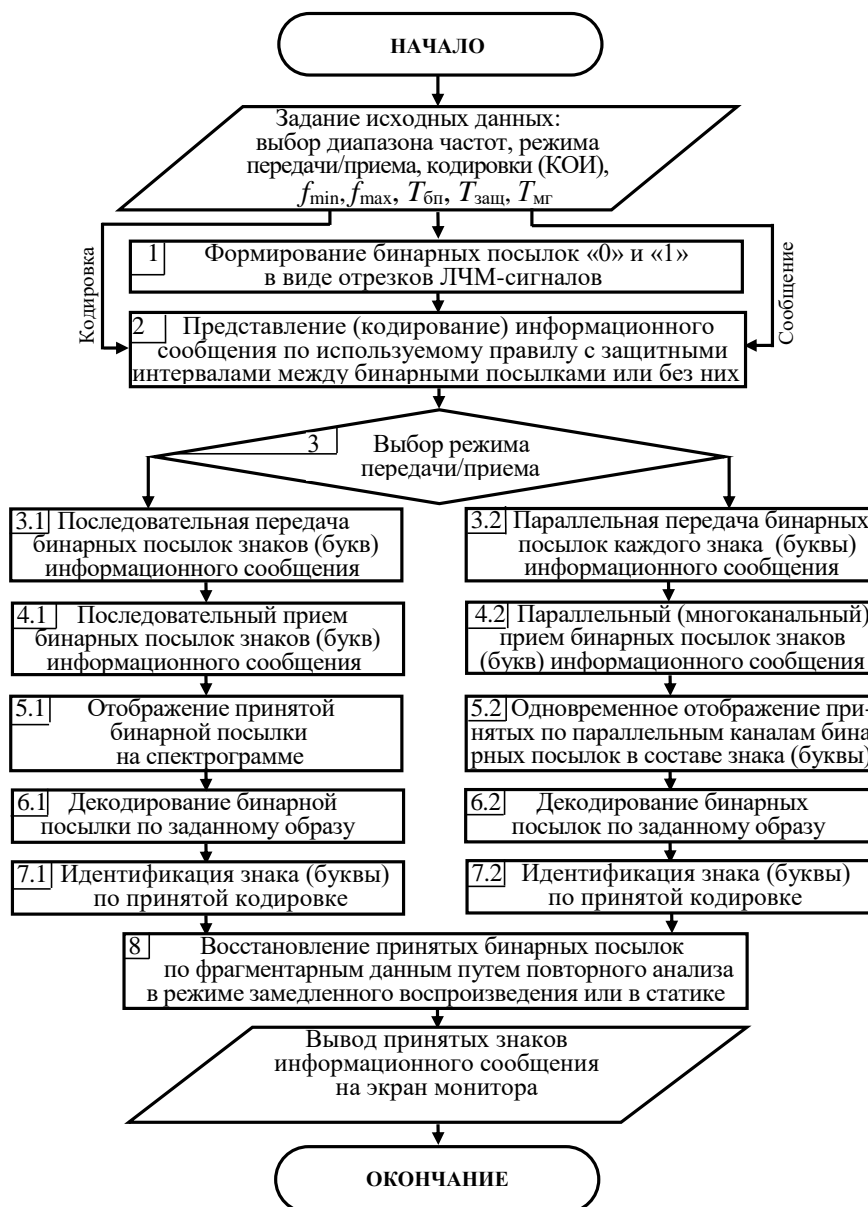 НАЧАЛО
Задание исходных данных:
выбор диапазона частот, режима
передачи/приема, кодировки (КОИ),
fmin, fmax, Tбп, Tзащ, Tмг
Кодировка
Сообщение
1 Формирование бинарных посылок «0» и «1»
в виде отрезков ЛЧМ-сигналов
2 Представление (кодирование) информационного
сообщения по используемому правилу с защитными
интервалами между бинарными посылками или без них
3 Выбор режима
передачи/приема
3.1 Последовательная передача
бинарных посылок знаков (букв)
информационного сообщения
3.2 Параллельная передача бинарных
посылок каждого знака (буквы)
информационного сообщения
4.1 Последовательный прием
бинарных посылок знаков (букв)
информационного сообщения
4.2 Параллельный (многоканальный)
прием бинарных посылок знаков
(букв) информационного сообщения
5.1 Отображение принятой
бинарной посылки
на спектрограмме
5.2 Одновременное отображение при-
нятых по параллельным каналам бина
рных посылок в составе знака (буквы)
6.1 Декодирование бинарной
посылки по заданному образу
6.2 Декодирование бинарных
посылок по заданному образу
7.1 Идентификация знака (буквы)
по принятой кодировке
7.2 Идентификация знака (буквы)
по принятой кодировке
8 Восстановление принятых бинарных посылок
по фрагментарным данным путем повторного анализа
в режиме замедленного воспроизведения или в статике
Вывод принятых знаков
информационного сообщения
на экран монитора
ОКОНЧАНИЕ